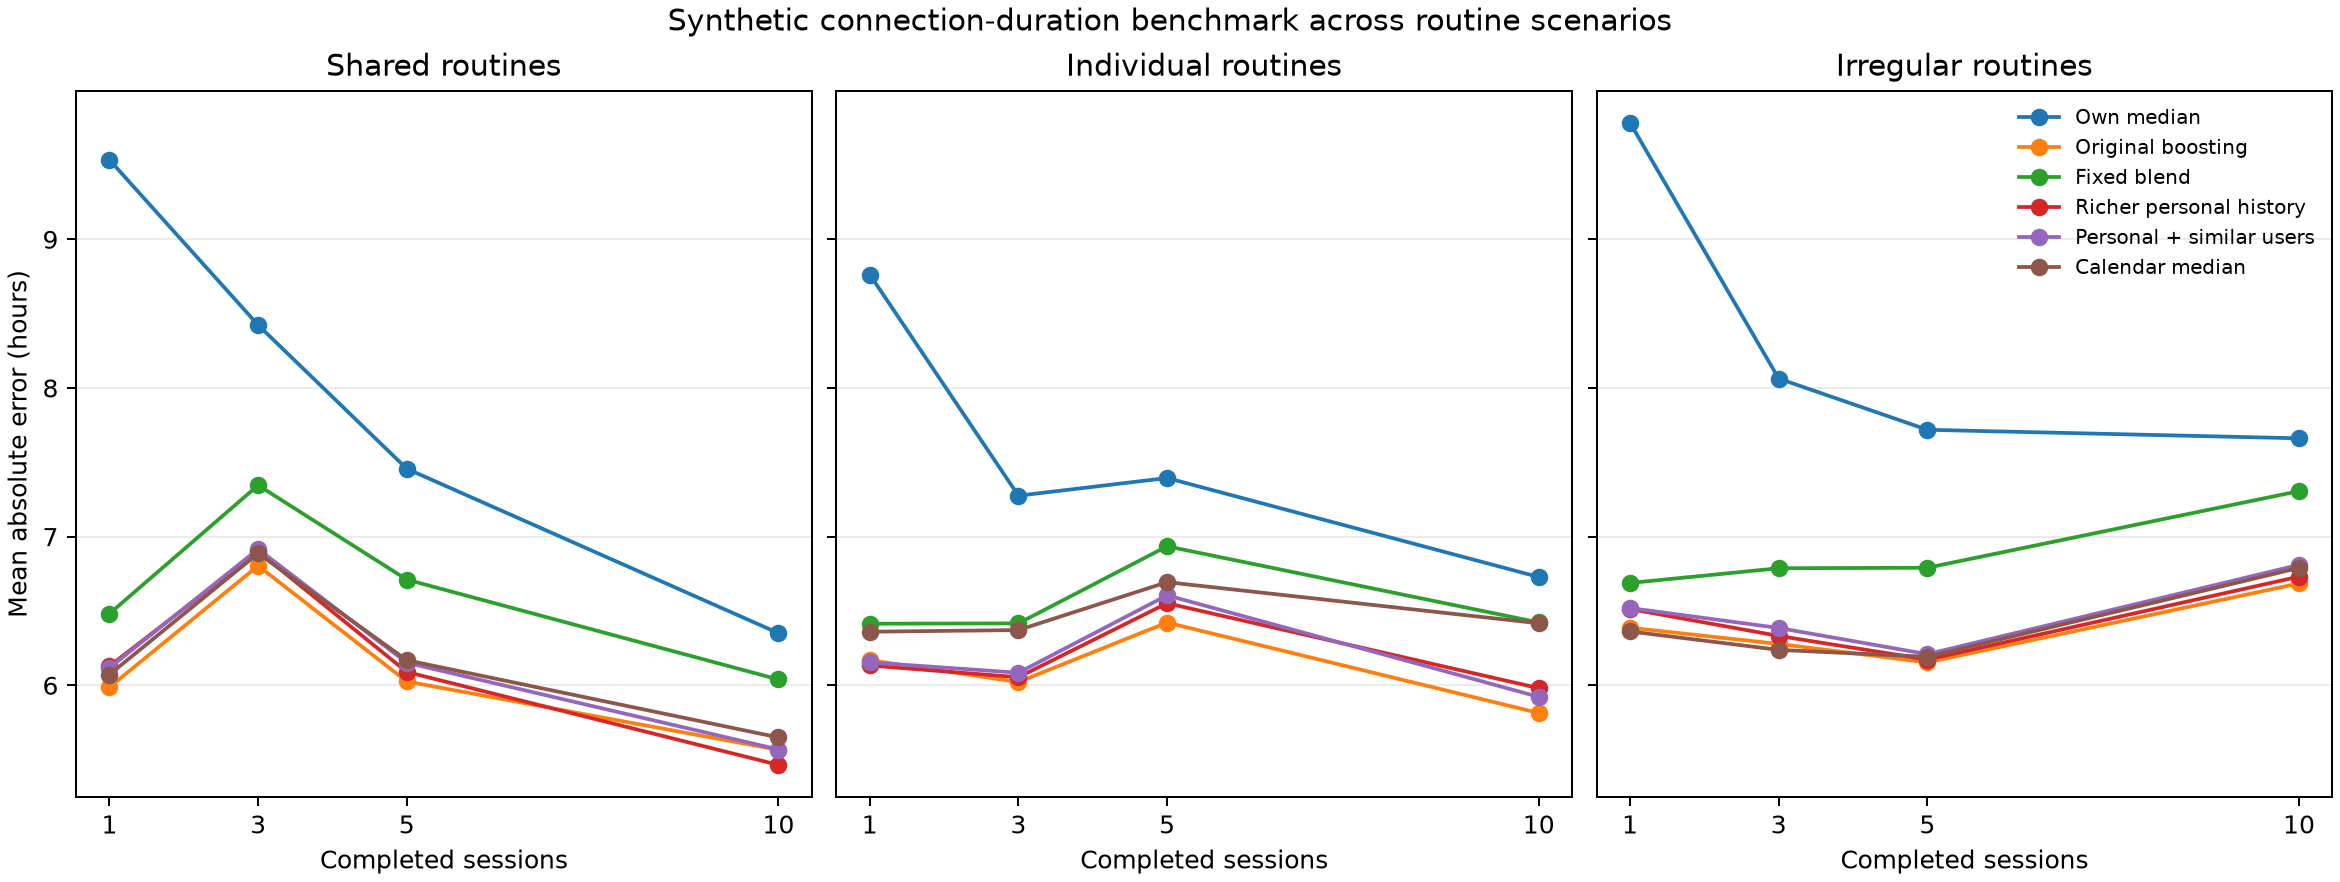 Synthetic connection-duration benchmark across routine scenarios
Shared routines
Individual routines
Irregular routines
Mean absolute error (hours)
9
8
7
6
Own median
Original boosting
Fixed blend
Richer personal history
Personal + similar users
Calendar median
1 3 5 10
1 3 5 10
1 3 5 10
Completed sessions
Completed sessions
Completed sessions